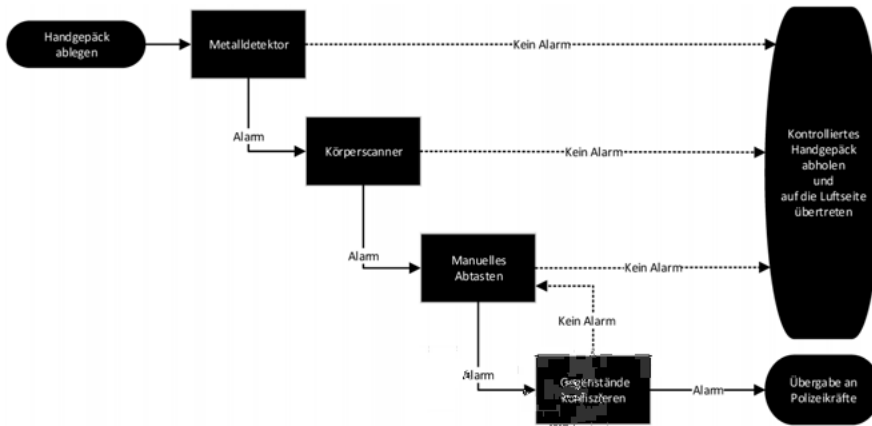 Handgepäck
ablegen
Metalldetektor
Kein Alarm
Alarm
Körperscanner
Kein Alarm
Kontrolliertes
Handgepäck
abholen
und
auf die Luftseite
übertreten
Alarm
Manuelles
Abtasten
Kein Alarm
Kein Alarm
Alarm
Gegenstände
konfiszieren
Alarm
Übergabe an
Polizeikräfte